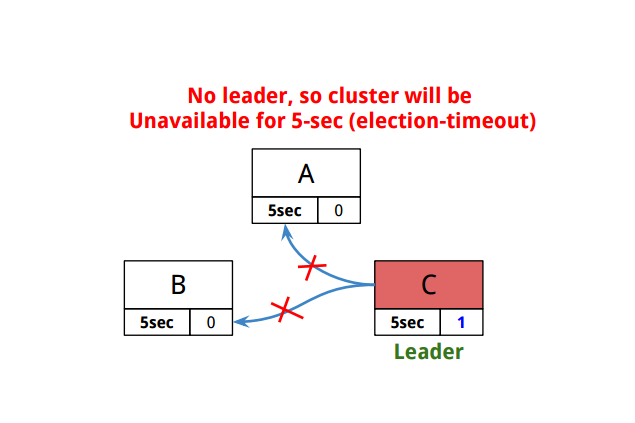 No leader, so cluster will be
Unavailable for 5-sec (election-timeout)
A
5sec 0
B
5sec 0
C
5sec 1
Leader